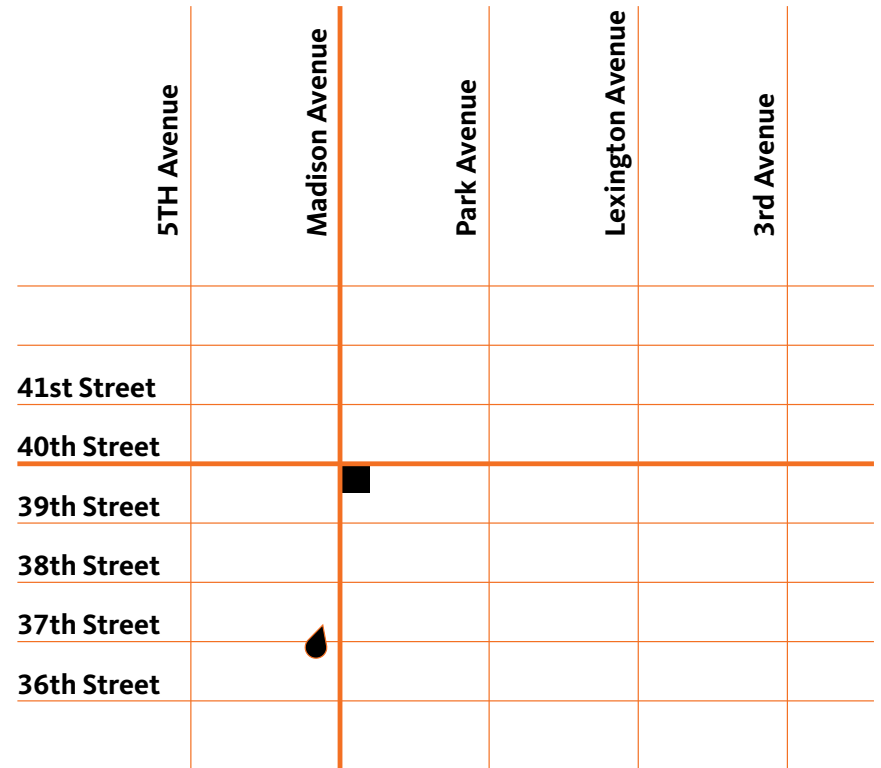 5TH Avenue
Madison Avenue
Park Avenue
Lexington Avenue
3rd Avenue
41st Street
40th Street
39th Street
38th Street
37th Street
36th Street